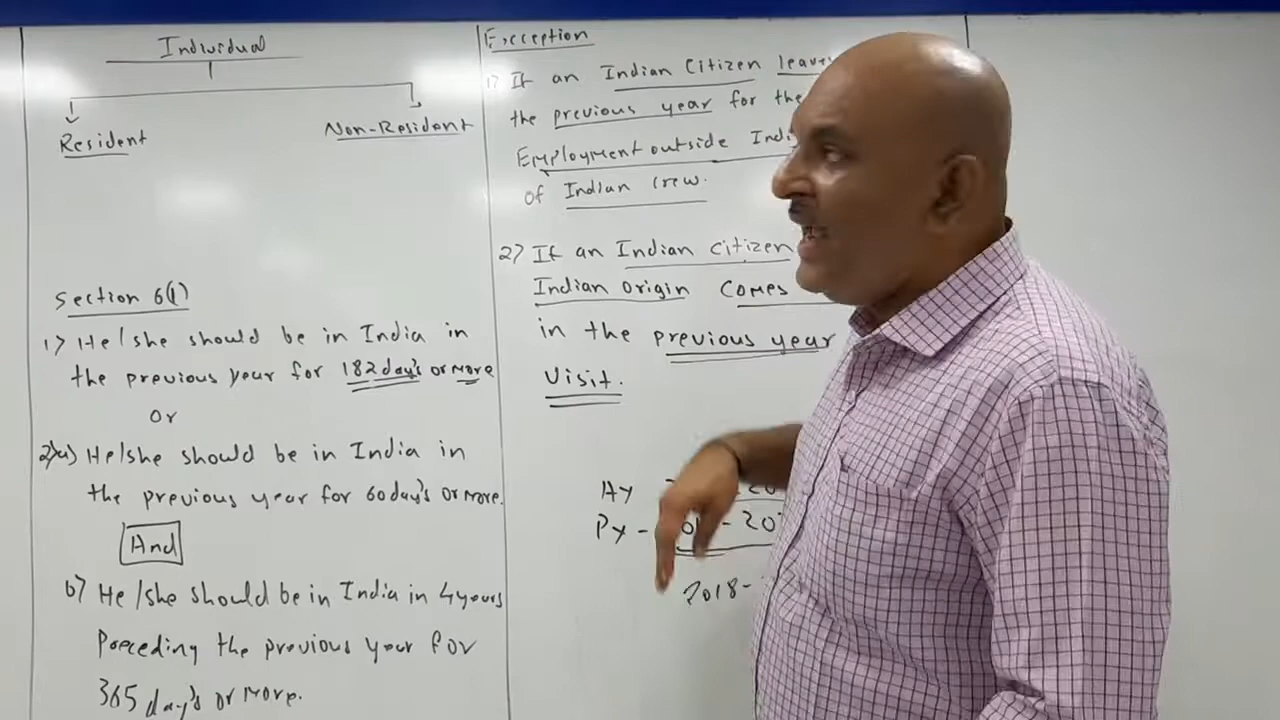 Individual
Resident
Non-Resident
Section 6(1)
1) He/she should be in India in
the previous year for 182 day's or more
or
2)a) He/she should be in India in
the previous year for 60 day's or more.
And
b) He/she should be in India in 4 years
Preceding the previous year for
365 day's or more.
Exception
1) If an Indian Citizen leaves
the previous year for the
Employment outside Indi
of Indian Crew.
2) If an Indian citizen
Indian Origin Comes
in the previous year
Visit.
AY
PY -
2018-